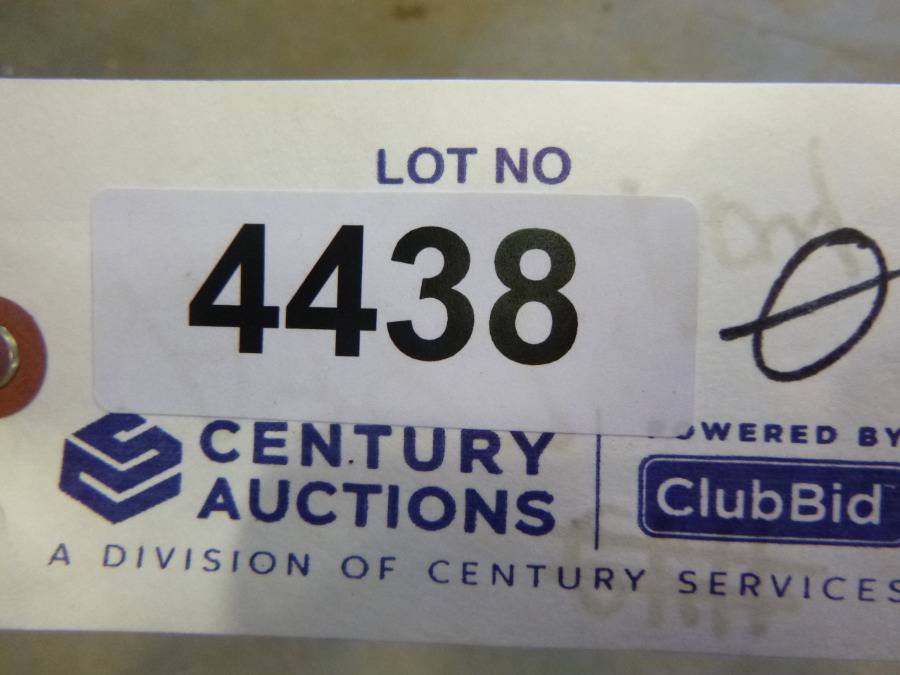 LOT NO
4438
CENTURY
AUCTIONS
POWERED BY
ClubBid
A DIVISION OF CENTURY SERVICES